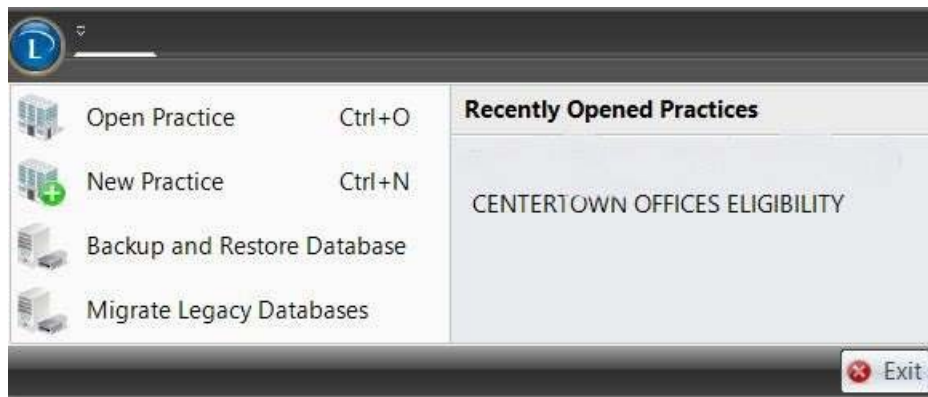 L
Open Practice Ctrl+O
New Practice Ctrl+N
Backup and Restore Database
Migrate Legacy Databases
Recently Opened Practices
CENTERTOWN OFFICES ELIGIBILITY
Exit